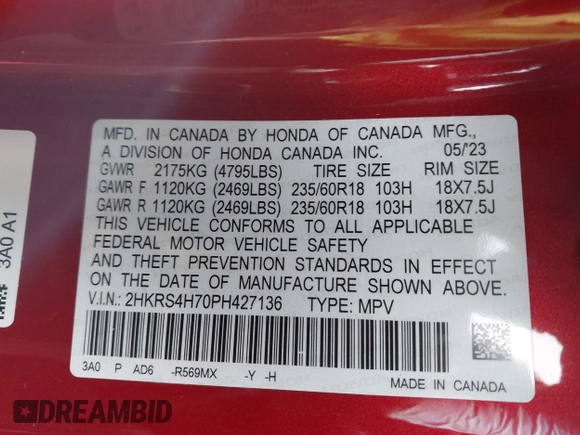 MFD. IN CANADA BY HONDA OF CANADA MFG.,
A DIVISION OF HONDA CANADA INC. 05/'23
GVWR 2175KG (4795LBS) TIRE SIZE RIM SIZE
GAWR F 1120KG (2469LBS) 235/60R18 103H 18X7.5J
GAWR R 1120KG (2469LBS) 235/60R18 103H 18X7.5J
THIS VEHICLE CONFORMS TO ALL APPLICABLE
FEDERAL MOTOR VEHICLE SAFETY
AND THEFT PREVENTION STANDARDS IN EFFECT
ON THE DATE OF MANUFACTURE SHOWN ABOVE.
V.I.N.: 2HKRS4H70PH427136 TYPE: MPV
3A0 P AD6 -R569MX -Y -H
MADE IN CANADA
3A0 A1
DREAMBID